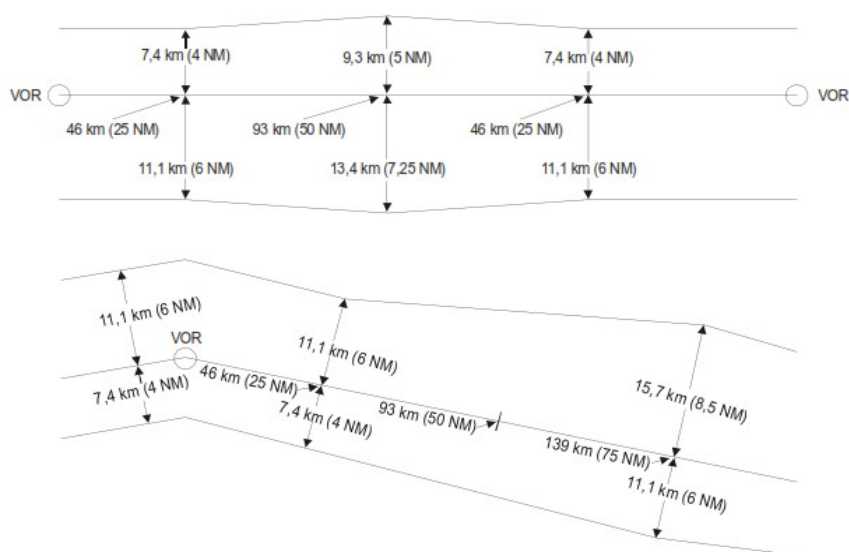 7,4 km (4 NM)
9,3 km (5 NM)
7,4 km (4 NM)
VOR
VOR
46 km (25 NM)
93 km (50 NM)
46 km (25 NM)
11,1 km (6 NM)
13,4 km (7,25 NM)
11,1 km (6 NM)
11,1 km (6 NM)
VOR
7,4 km (4 NM)
46 km (25 NM)
11,1 km (6 NM)
7,4 km (4 NM)
93 km (50 NM)
15,7 km (8,5 NM)
139 km (75 NM)
11,1 km (6 NM)